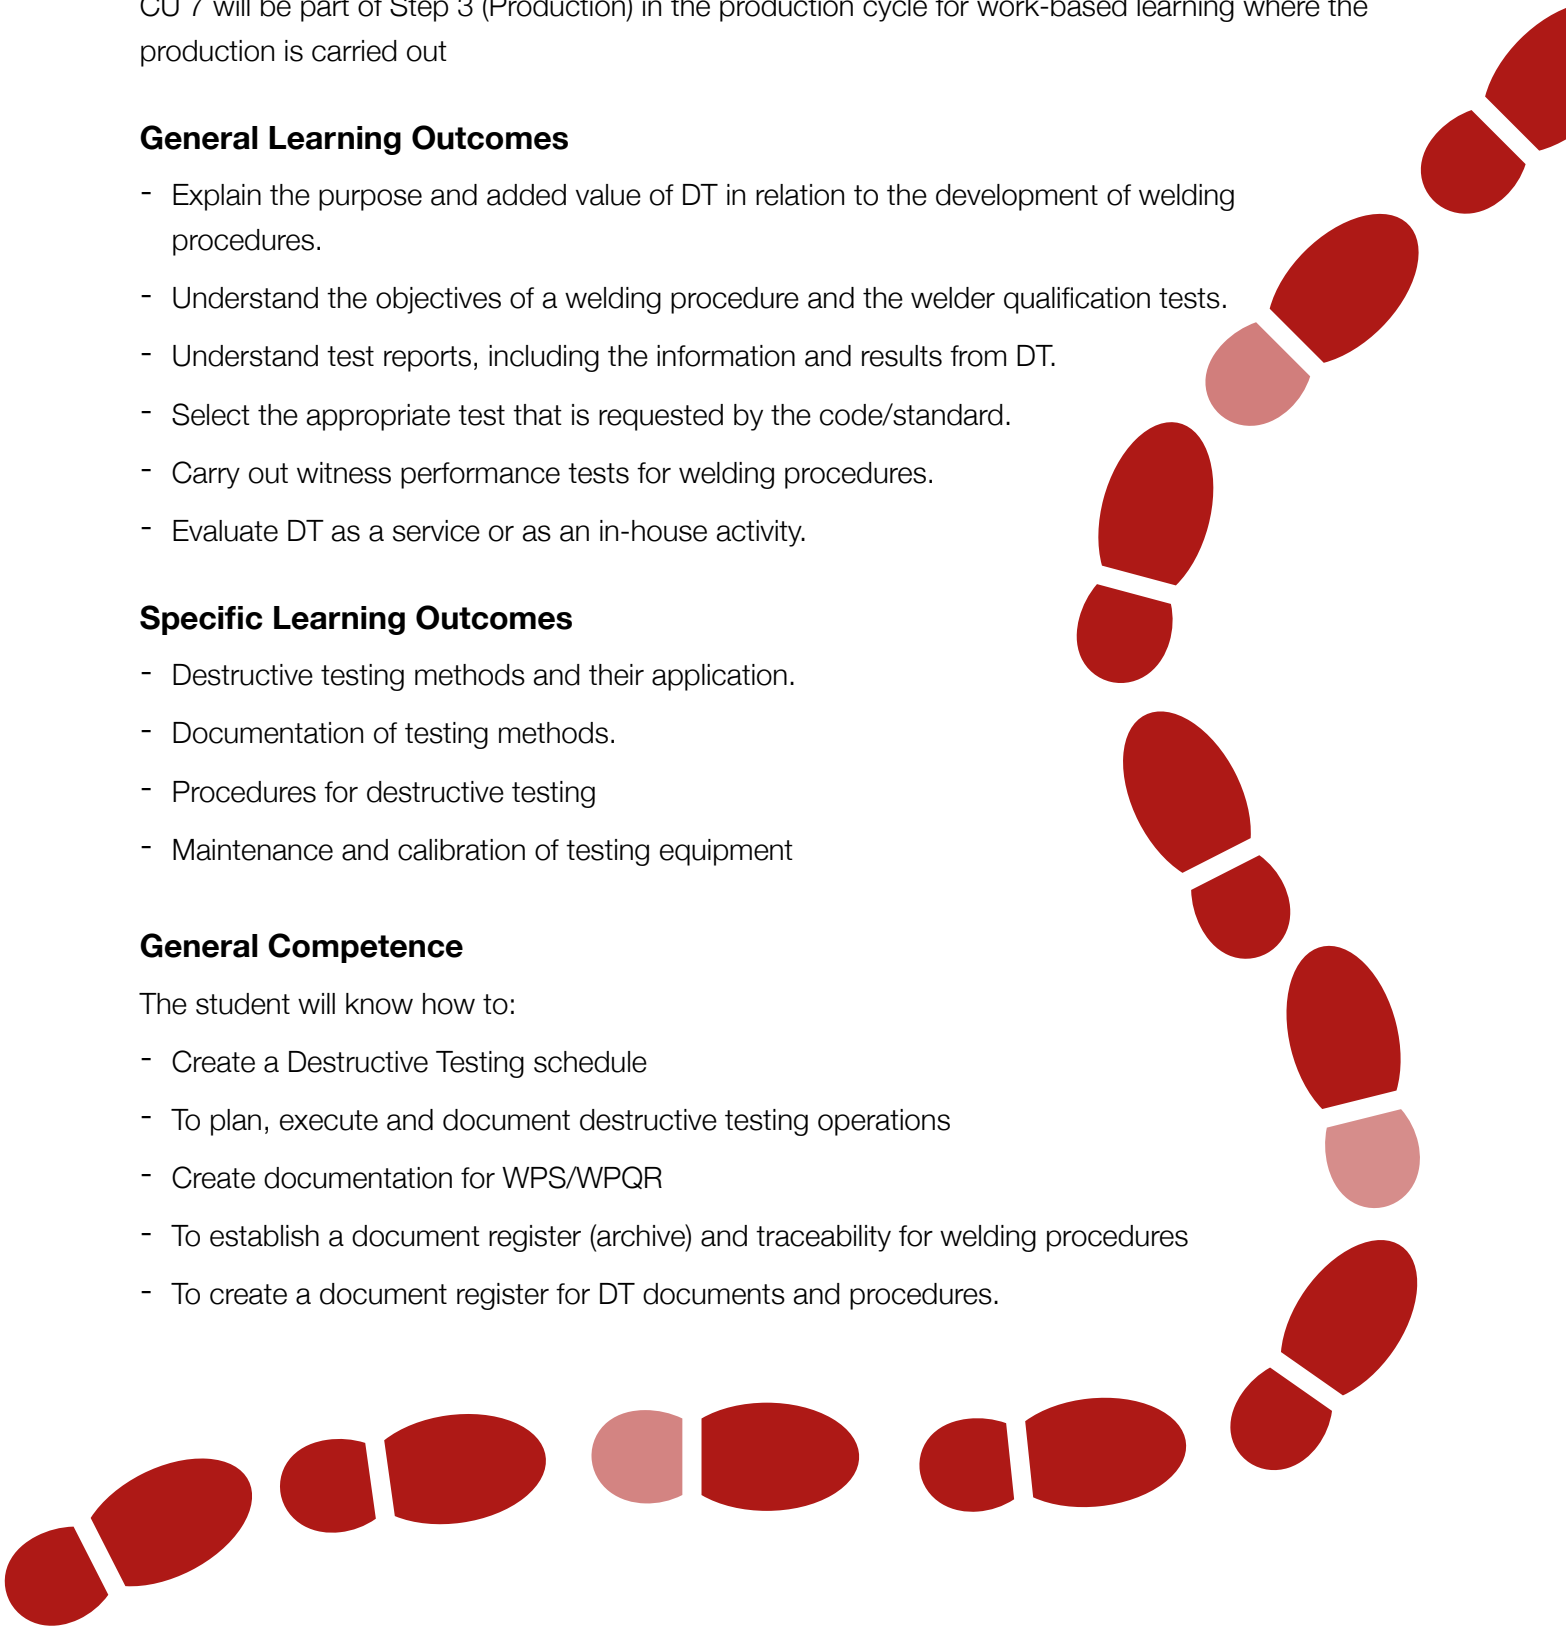 CU 7 will be part of Step 3 (Production) in the production cycle for work-based learning where the
production is carried out
General Learning Outcomes
- Explain the purpose and added value of DT in relation to the development of welding
procedures.
- Understand the objectives of a welding procedure and the welder qualification tests.
- Understand test reports, including the information and results from DT.
- Select the appropriate test that is requested by the code/standard.
- Carry out witness performance tests for welding procedures.
- Evaluate DT as a service or as an in-house activity.
Specific Learning Outcomes
- Destructive testing methods and their application.
- Documentation of testing methods.
- Procedures for destructive testing
- Maintenance and calibration of testing equipment
General Competence
The student will know how to:
- Create a Destructive Testing schedule
- To plan, execute and document destructive testing operations
- Create documentation for WPS/WPQR
- To establish a document register (archive) and traceability for welding procedures
- To create a document register for DT documents and procedures.